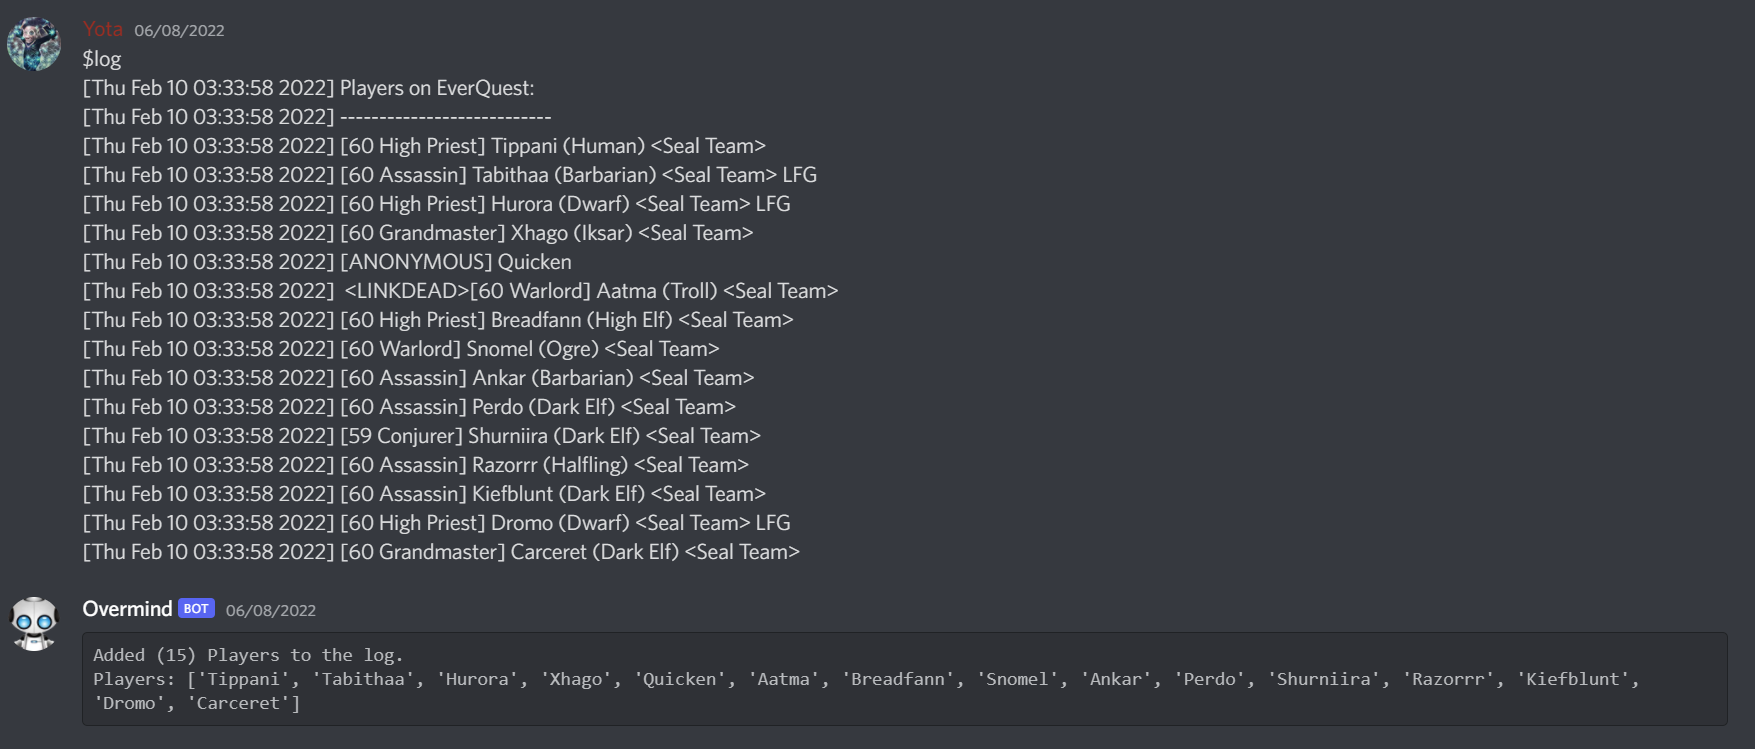 Yota 06/08/2022
$log
[Thu Feb 10 03:33:58 2022] Players on EverQuest:
[Thu Feb 10 03:33:58 2022] ---------------------------
[Thu Feb 10 03:33:58 2022] [60 High Priest] Tippani (Human) <Seal Team>
[Thu Feb 10 03:33:58 2022] [60 Assassin] Tabithaa (Barbarian) <Seal Team> LFG
[Thu Feb 10 03:33:58 2022] [60 High Priest] Hurora (Dwarf) <Seal Team> LFG
[Thu Feb 10 03:33:58 2022] [60 Grandmaster] Xhago (Iksar) <Seal Team>
[Thu Feb 10 03:33:58 2022] [ANONYMOUS] Quicken
[Thu Feb 10 03:33:58 2022]  <LINKDEAD>[60 Warlord] Aatma (Troll) <Seal Team>
[Thu Feb 10 03:33:58 2022] [60 High Priest] Breadfann (High Elf) <Seal Team>
[Thu Feb 10 03:33:58 2022] [60 Warlord] Snomel (Ogre) <Seal Team>
[Thu Feb 10 03:33:58 2022] [60 Assassin] Ankar (Barbarian) <Seal Team>
[Thu Feb 10 03:33:58 2022] [60 Assassin] Perdo (Dark Elf) <Seal Team>
[Thu Feb 10 03:33:58 2022] [59 Conjurer] Shurniira (Dark Elf) <Seal Team>
[Thu Feb 10 03:33:58 2022] [60 Assassin] Razorrr (Halfling) <Seal Team>
[Thu Feb 10 03:33:58 2022] [60 Assassin] Kiefblunt (Dark Elf) <Seal Team>
[Thu Feb 10 03:33:58 2022] [60 High Priest] Dromo (Dwarf) <Seal Team> LFG
[Thu Feb 10 03:33:58 2022] [60 Grandmaster] Carceret (Dark Elf) <Seal Team>
Overmind BOT 06/08/2022
Added (15) Players to the log.
Players: ['Tippani', 'Tabithaa', 'Hurora', 'Xhago', 'Quicken', 'Aatma', 'Breadfann', 'Snomel', 'Ankar', 'Perdo', 'Shurniira', 'Razorrr', 'Kiefblunt',
'Dromo', 'Carceret']